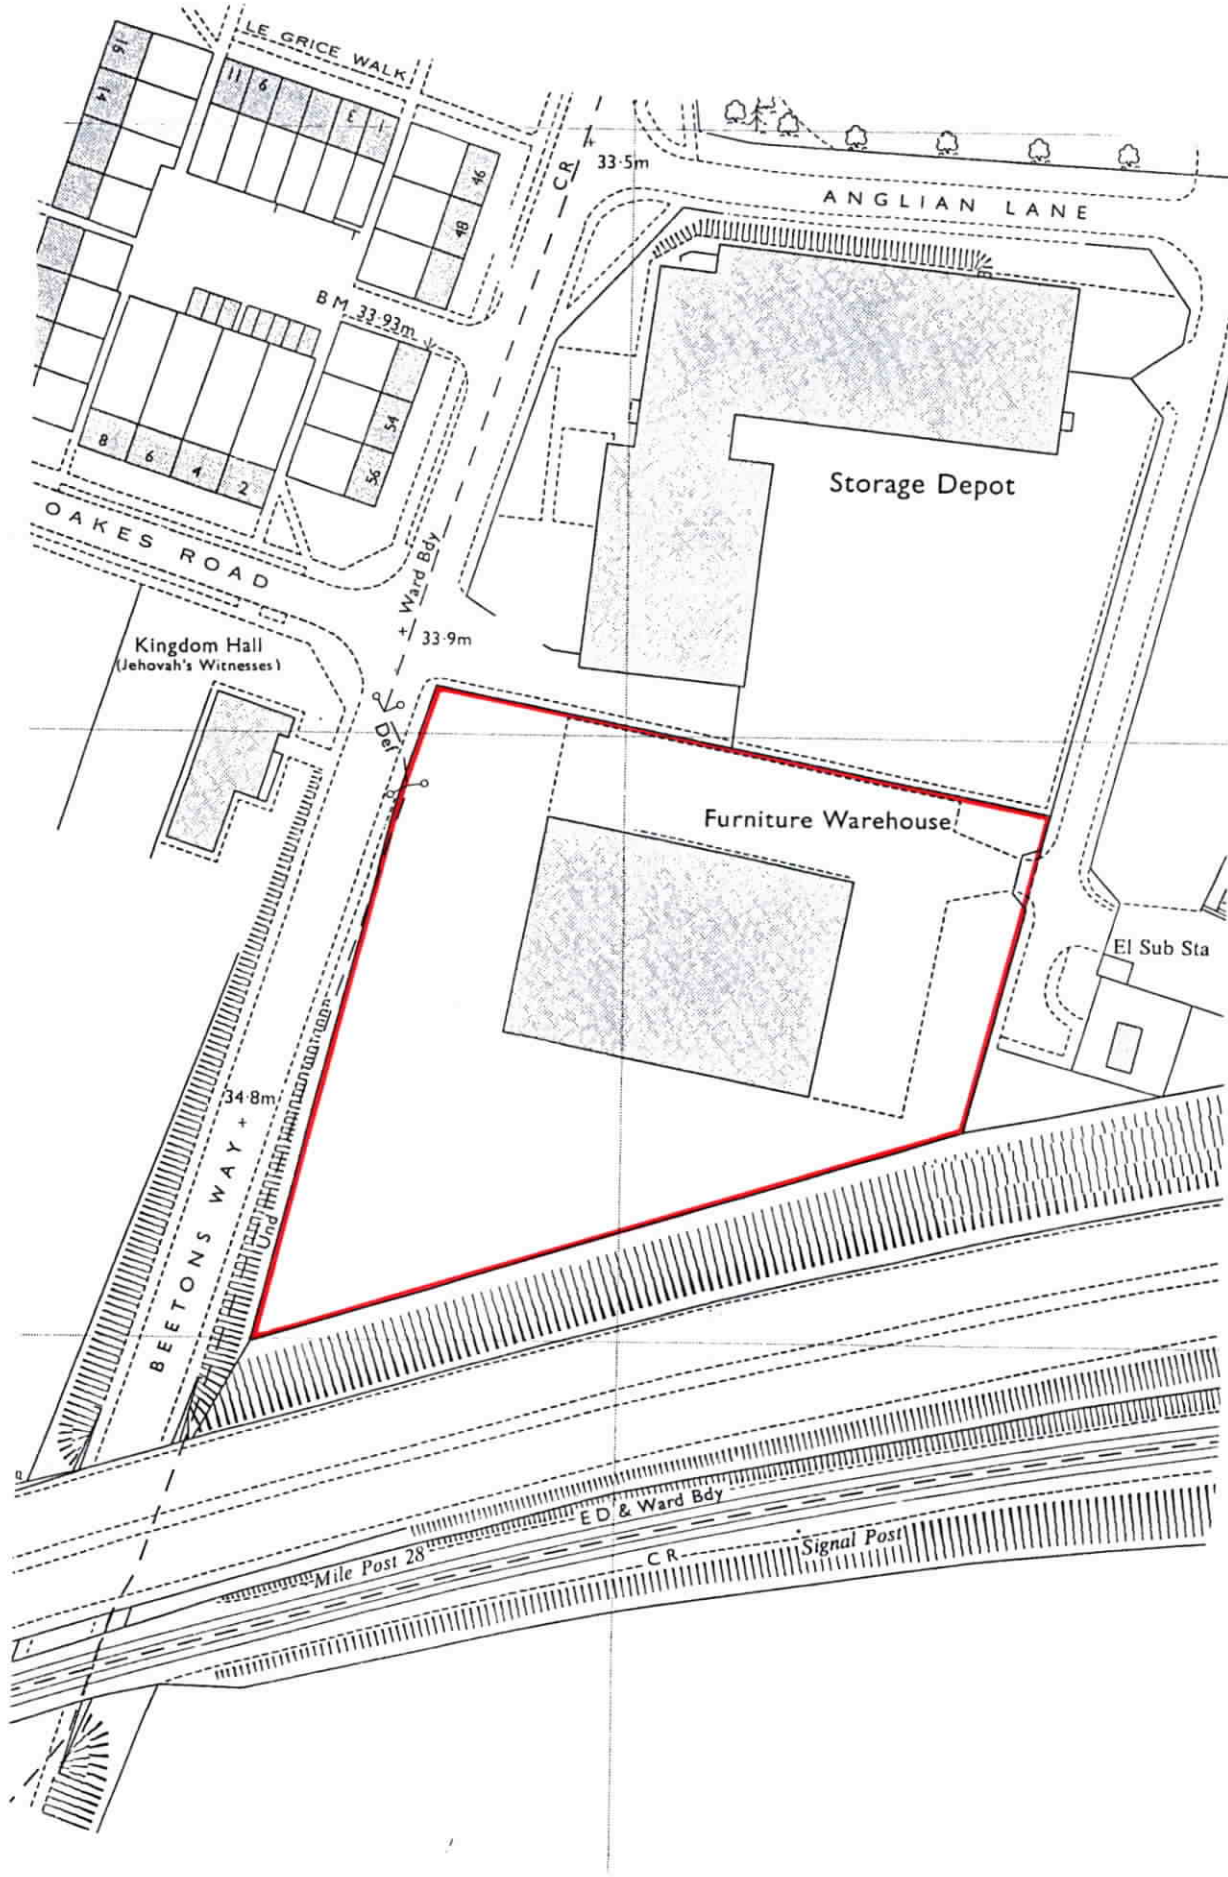 LE GRICE WALK
16
14
11
9
3
1
46
48
CR
33·5m
ANGLIAN LANE
B M 33·93m
54
56
8
6
4
2
Storage Depot
OAKES ROAD
+ Ward Bdy
33·9m
Kingdom Hall
(Jehovah's Witnesses)
Def
Furniture Warehouse
El Sub Sta
34·8m
Und
BEETONS WAY
ED & Ward Bdy
Mile Post 28
CR
Signal Post